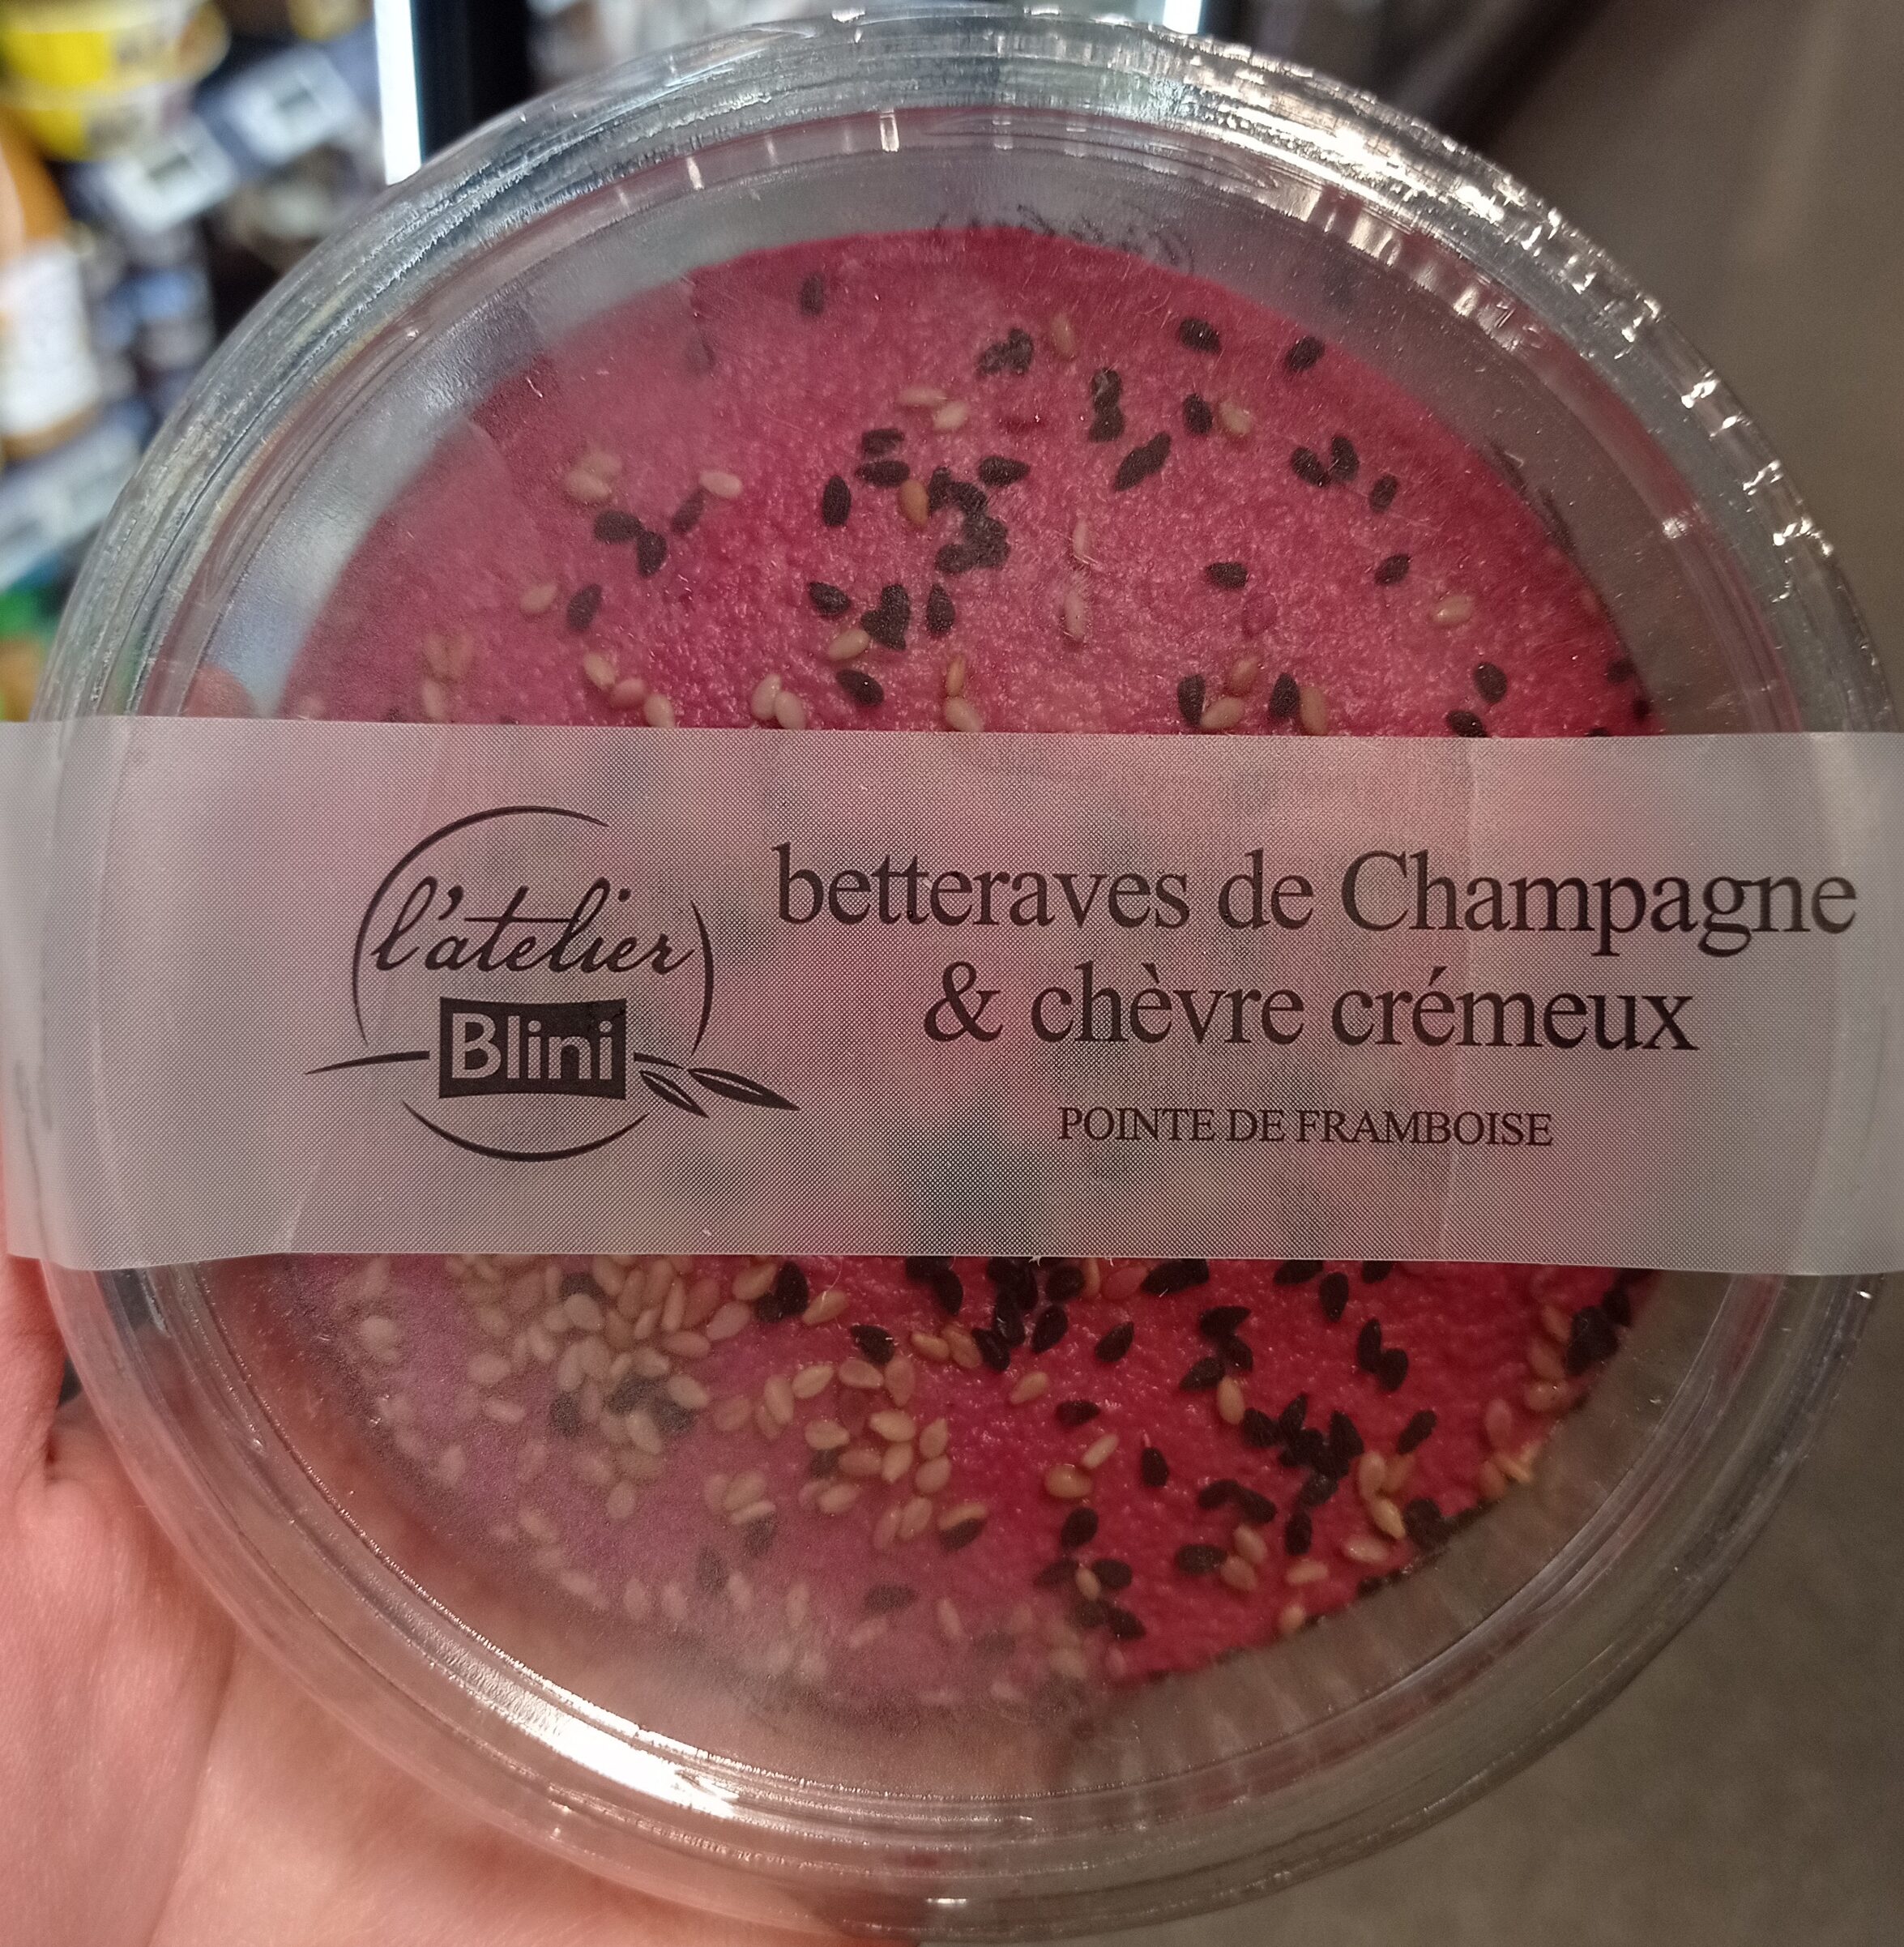 l'atelier
Blini
betteraves de Champagne
& chèvre crémeux
POINTE DE FRAMBOISE